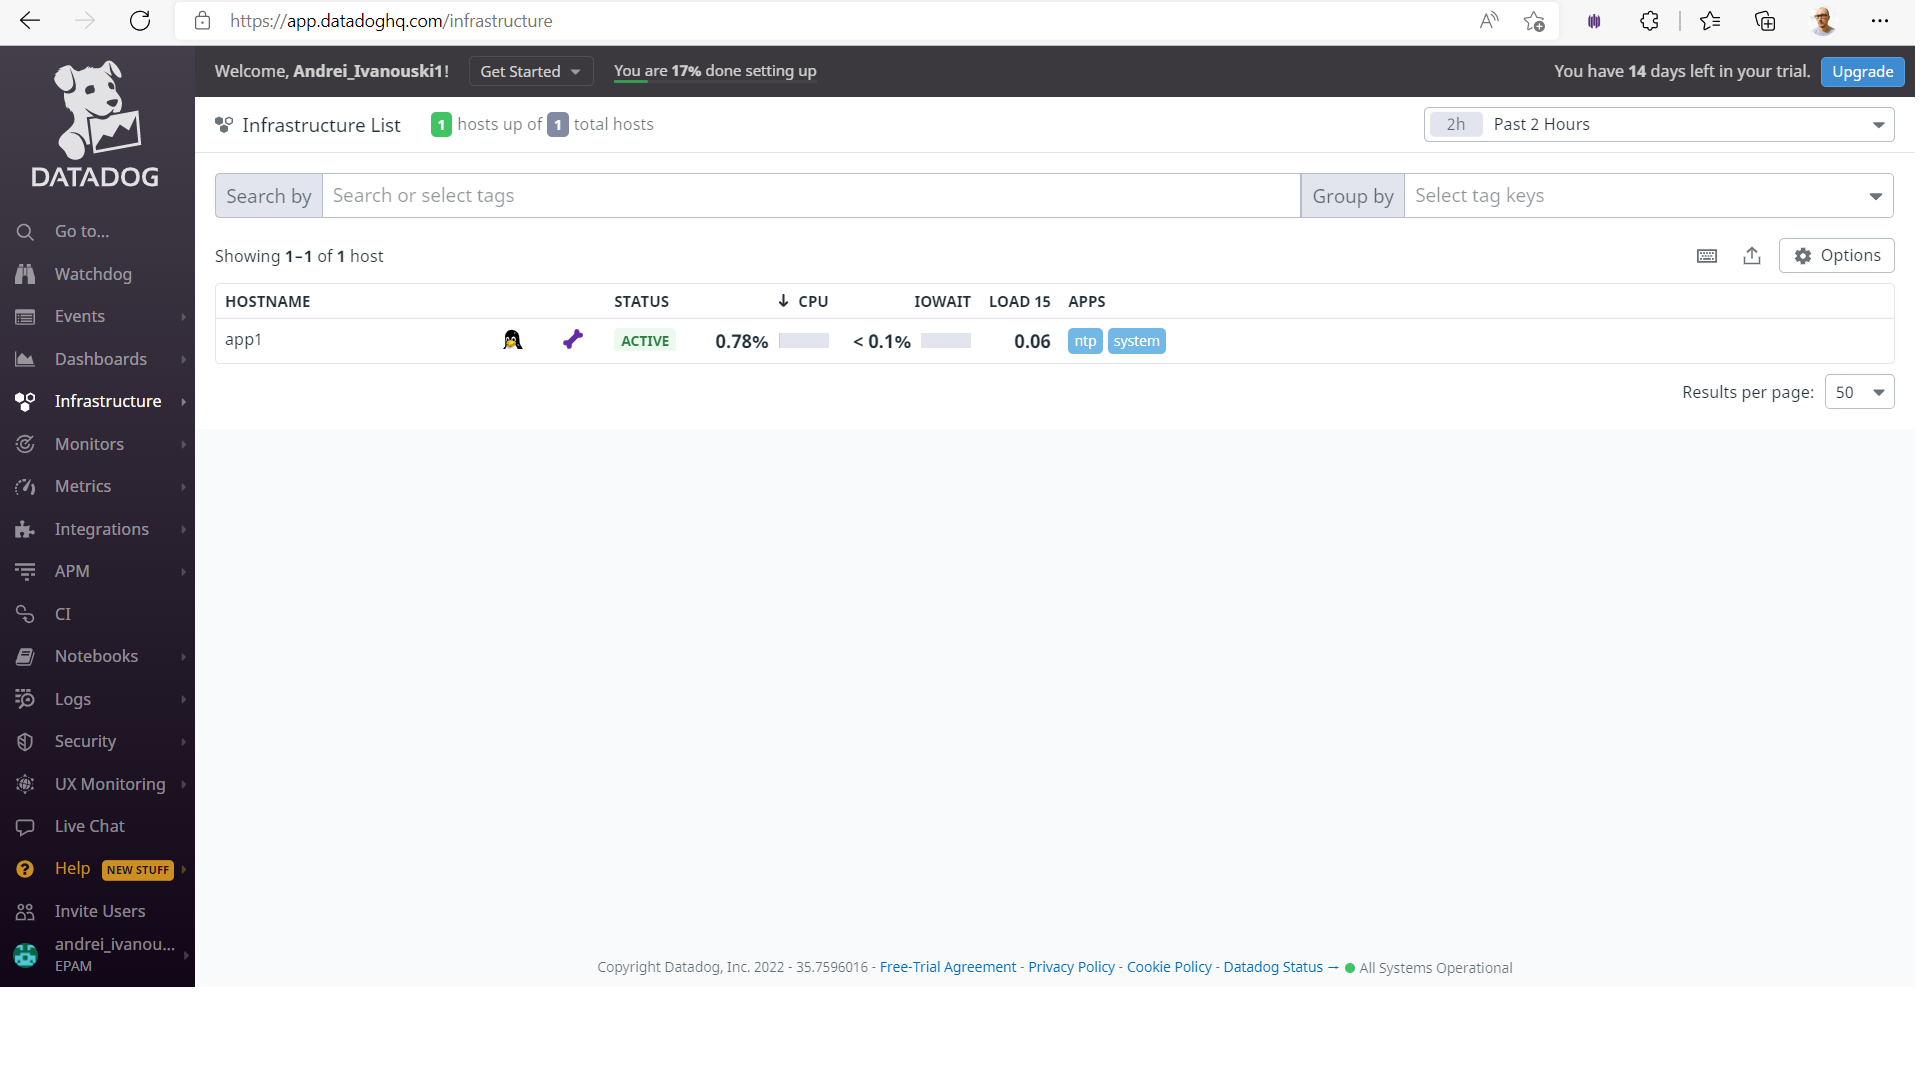 https://app.datadoghq.com/infrastructure
DATADOG
Welcome, Andrei_Ivanouski1! Get Started You are 17% done setting up You have 14 days left in your trial. Upgrade
Infrastructure List 1 hosts up of 1 total hosts 2h Past 2 Hours
Search by Search or select tags Group by Select tag keys
Showing 1–1 of 1 host Options
HOSTNAME STATUS ↓ CPU IOWAIT LOAD 15 APPS
app1 ACTIVE 0.78% < 0.1% 0.06 ntp system
Results per page: 50
Go to...
Watchdog
Events
Dashboards
Infrastructure
Monitors
Metrics
Integrations
APM
CI
Notebooks
Logs
Security
UX Monitoring
Live Chat
Help NEW STUFF
Invite Users
andrei_ivanou...
EPAM
Copyright Datadog, Inc. 2022 - 35.7596016 - Free-Trial Agreement - Privacy Policy - Cookie Policy - Datadog Status → All Systems Operational